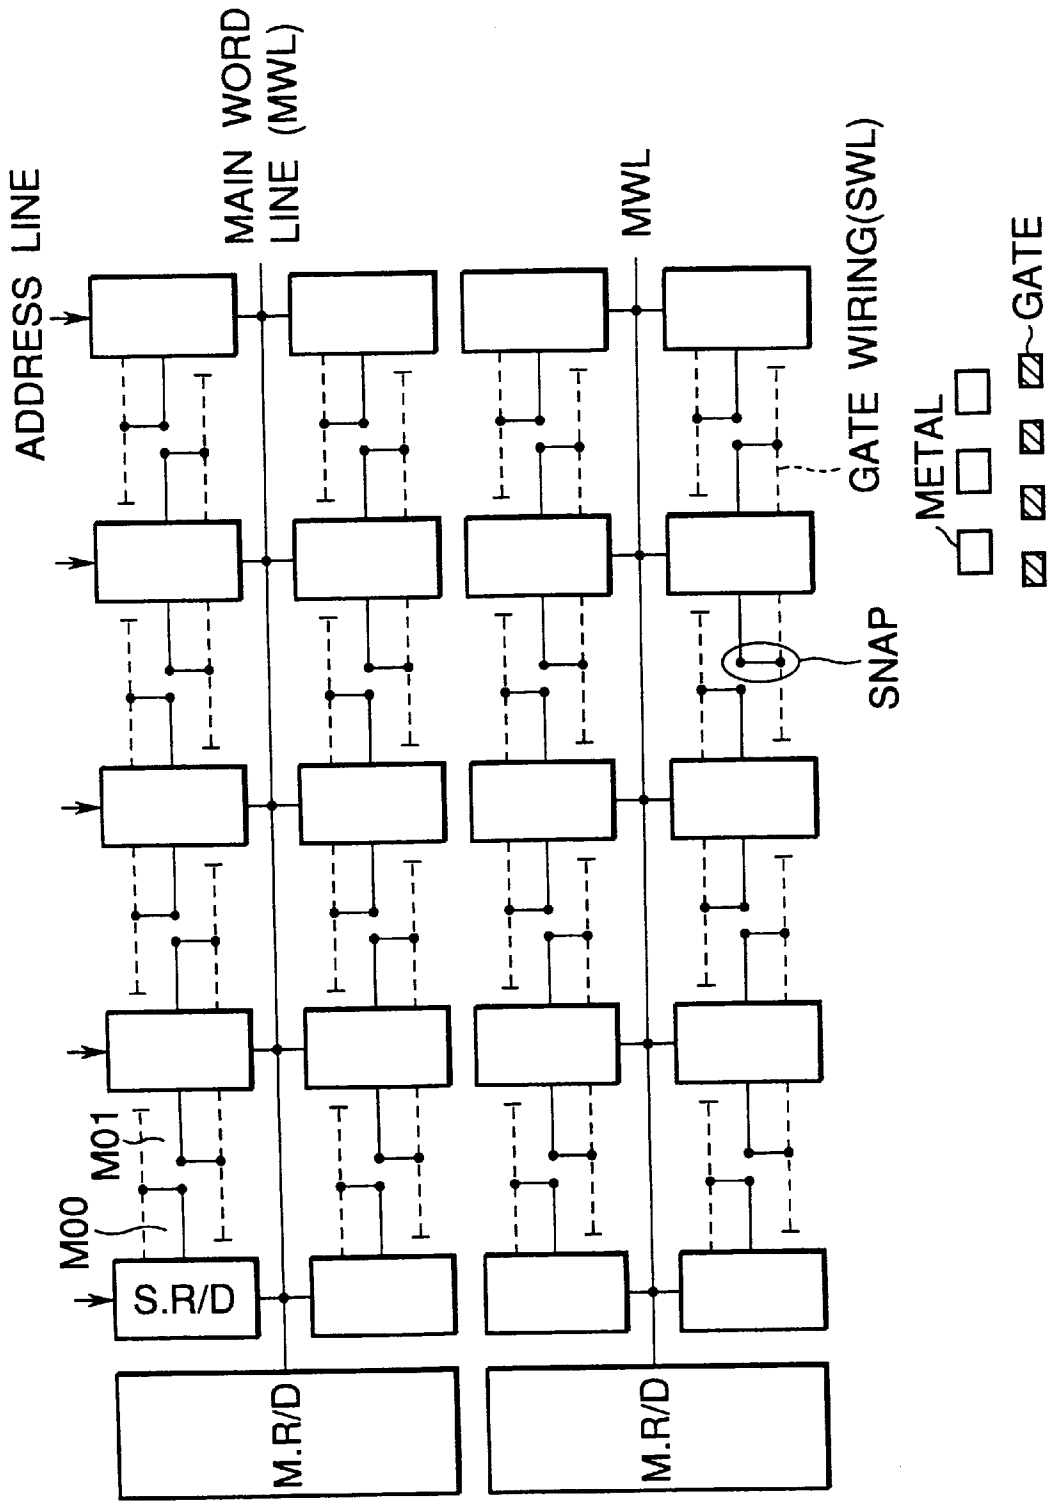 ADDRESS LINE
MAIN WORD
LINE (MWL)
MWL
GATE WIRING(SWL)
METAL
GATE
SNAP
M00
M01
S.R/D
M.R/D
M.R/D